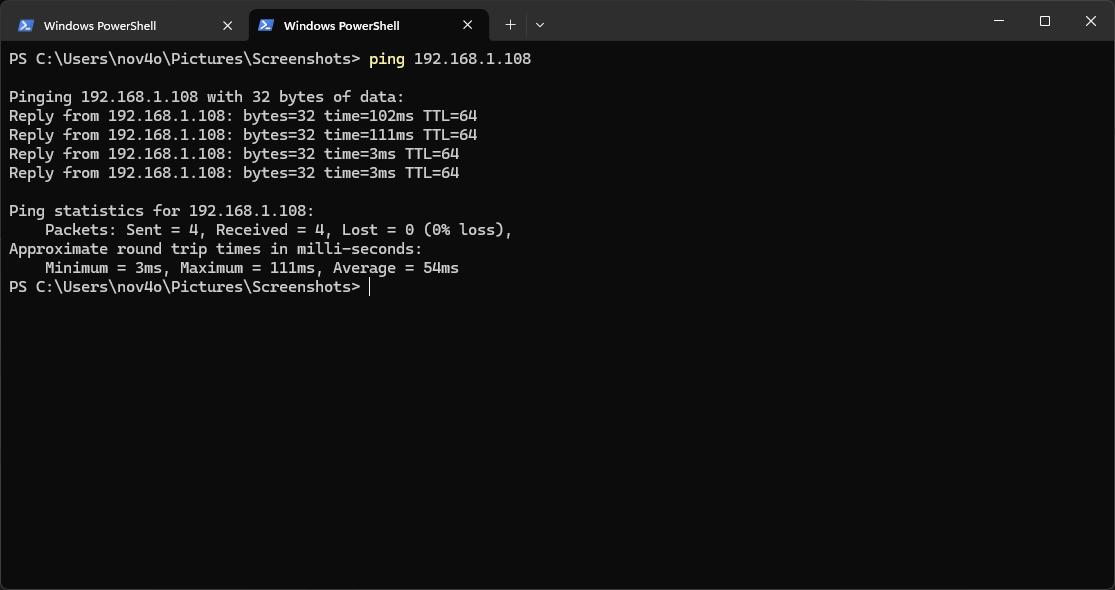 Windows PowerShell
Windows PowerShell
PS C:\Users\nov4o\Pictures\Screenshots> ping 192.168.1.108
Pinging 192.168.1.108 with 32 bytes of data:
Reply from 192.168.1.108: bytes=32 time=102ms TTL=64
Reply from 192.168.1.108: bytes=32 time=111ms TTL=64
Reply from 192.168.1.108: bytes=32 time=3ms TTL=64
Reply from 192.168.1.108: bytes=32 time=3ms TTL=64
Ping statistics for 192.168.1.108:
    Packets: Sent = 4, Received = 4, Lost = 0 (0% loss),
Approximate round trip times in milli-seconds:
    Minimum = 3ms, Maximum = 111ms, Average = 54ms
PS C:\Users\nov4o\Pictures\Screenshots>